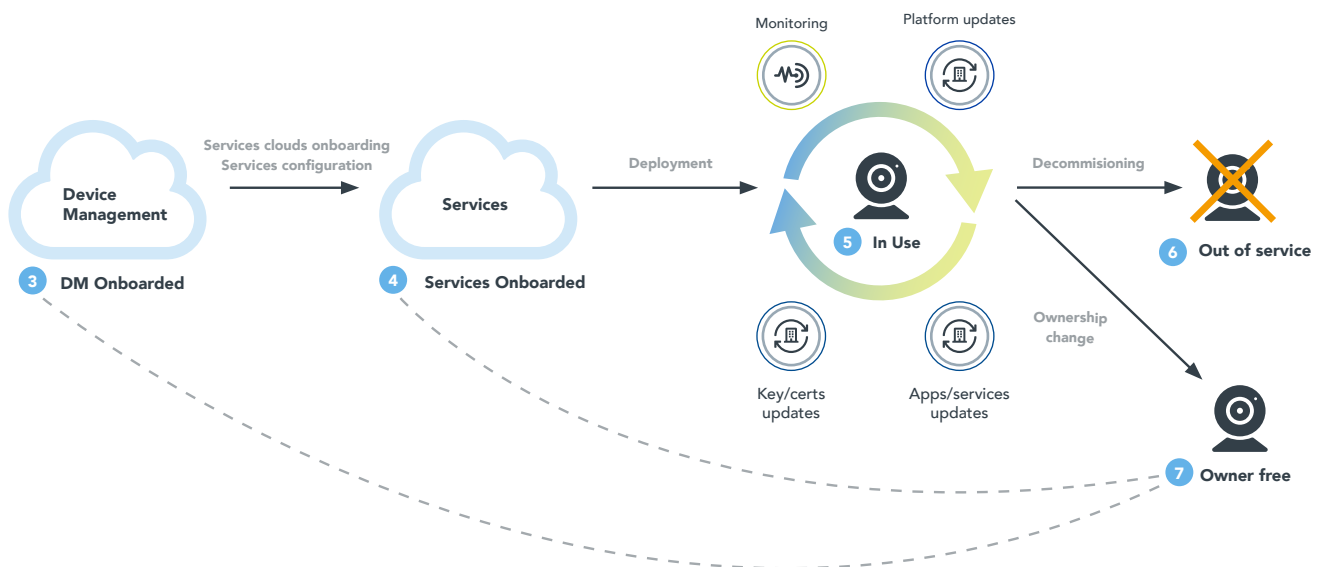 Monitoring
Platform updates
Services clouds onboarding
Services configuration
Device
Management
Services
Deployment
Decommisioning
5 In Use
6 Out of service
3 DM Onboarded
4 Services Onboarded
Ownership
change
Key/certs
updates
Apps/services
updates
7 Owner free